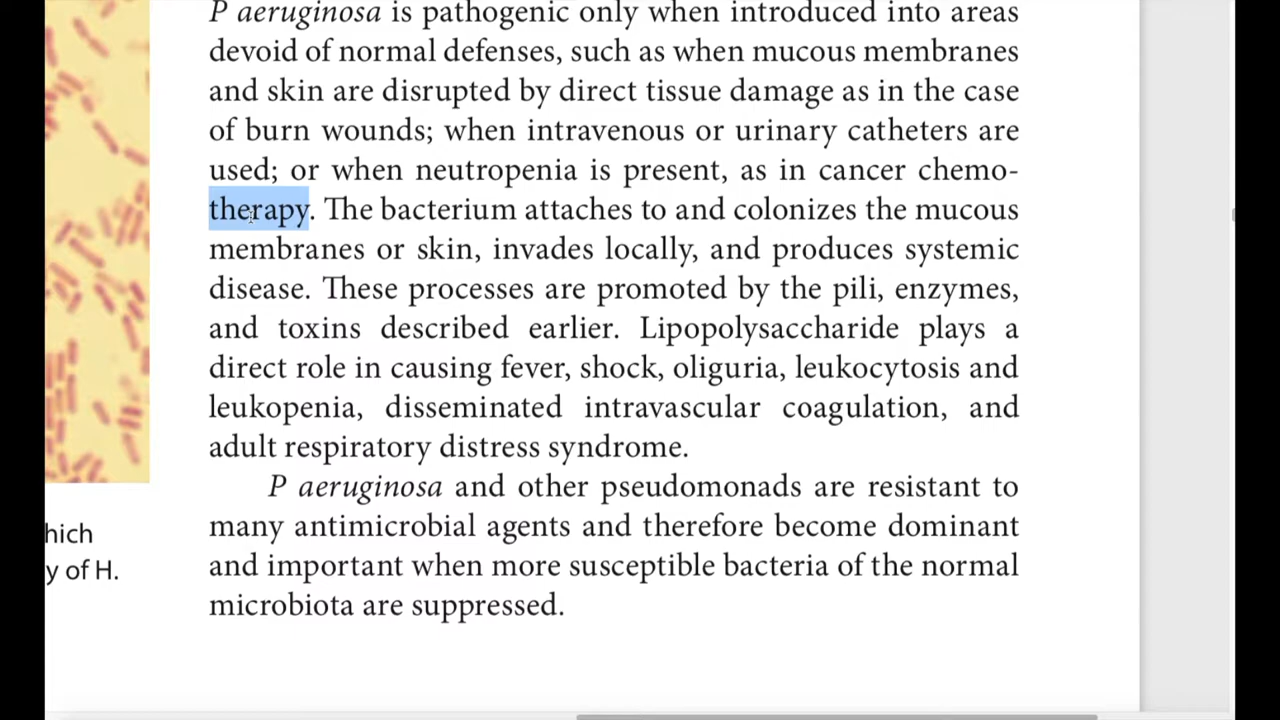 P aeruginosa is pathogenic only when introduced into areas
devoid of normal defenses, such as when mucous membranes
and skin are disrupted by direct tissue damage as in the case
of burn wounds; when intravenous or urinary catheters are
used; or when neutropenia is present, as in cancer chemo-
therapy. The bacterium attaches to and colonizes the mucous
membranes or skin, invades locally, and produces systemic
disease. These processes are promoted by the pili, enzymes,
and toxins described earlier. Lipopolysaccharide plays a
direct role in causing fever, shock, oliguria, leukocytosis and
leukopenia, disseminated intravascular coagulation, and
adult respiratory distress syndrome.
P aeruginosa and other pseudomonads are resistant to
many antimicrobial agents and therefore become dominant
and important when more susceptible bacteria of the normal
microbiota are suppressed.
hich
y of H.